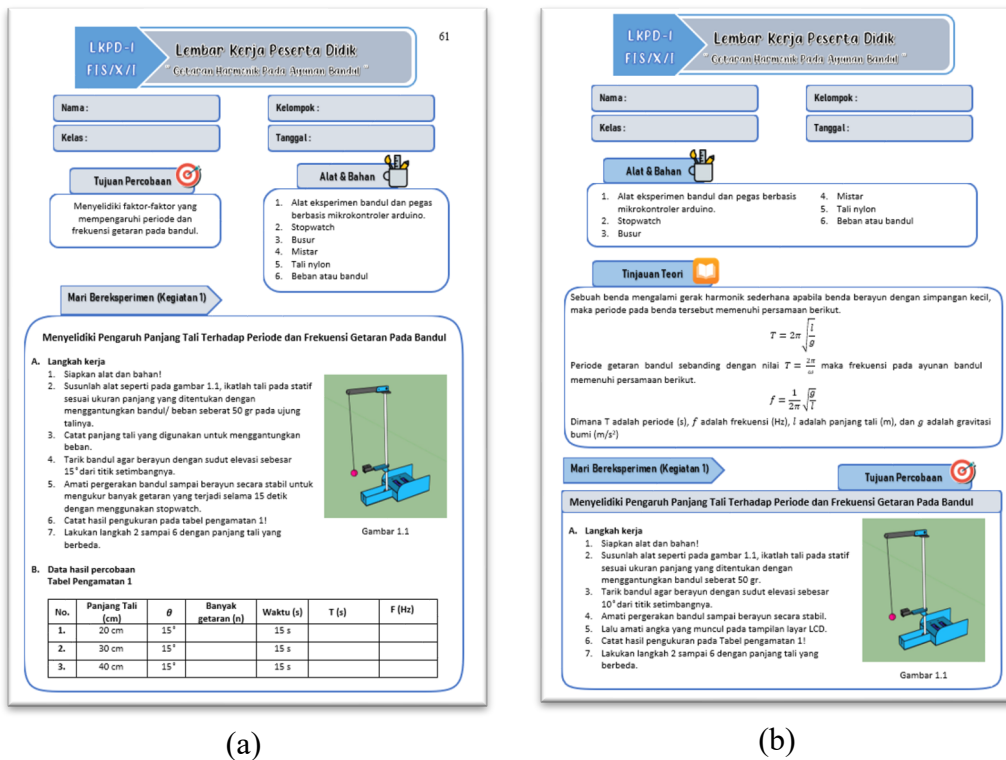 61
LKPD-I
FIS/X/I
Lembar Kerja Peserta Didik
"Getaran Harmonik Pada Ayunan Bandul"
Nama :
Kelompok :
Kelas :
Tanggal :
Tujuan Percobaan
Menyelidiki faktor-faktor yang
mempengaruhi periode dan
frekuensi getaran pada bandul.
Alat & Bahan
1. Alat eksperimen bandul dan pegas
berbasis mikrokontroler arduino.
2. Stopwatch
3. Busur
4. Mistar
5. Tali nylon
6. Beban atau bandul
Mari Bereksperimen (Kegiatan 1)
Menyelidiki Pengaruh Panjang Tali Terhadap Periode dan Frekuensi Getaran Pada Bandul
A. Langkah kerja
1. Siapkan alat dan bahan!
2. Susunlah alat seperti pada gambar 1.1, ikatlah tali pada statif
sesuai ukuran panjang yang ditentukan dengan
menggantungkan bandul/ beban seberat 50 gr pada ujung
talinya.
3. Catat panjang tali yang digunakan untuk menggantungkan
beban.
4. Tarik bandul agar berayun dengan sudut elevasi sebesar
15° dari titik setimbangnya.
5. Amati pergerakan bandul sampai berayun secara stabil untuk
mengukur banyak getaran yang terjadi selama 15 detik
dengan menggunakan stopwatch.
6. Catat hasil pengukuran pada tabel pengamatan 1!
7. Lakukan langkah 2 sampai 6 dengan panjang tali yang
berbeda.
Gambar 1.1
B. Data hasil percobaan
Tabel Pengamatan 1
No. Panjang Tali (cm) θ Banyak getaran (n) Waktu (s) T (s) F (Hz)
1. 20 cm 15° 15 s
2. 30 cm 15° 15 s
3. 40 cm 15° 15 s
(a)
LKPD-I
FIS/X/I
Lembar Kerja Peserta Didik
"Getaran Harmonik Pada Ayunan Bandul"
Nama :
Kelompok :
Kelas :
Tanggal :
Alat & Bahan
1. Alat eksperimen bandul dan pegas berbasis
mikrokontroler arduino.
2. Stopwatch
3. Busur
4. Mistar
5. Tali nylon
6. Beban atau bandul
Tinjauan Teori
Sebuah benda mengalami gerak harmonik sederhana apabila benda berayun dengan simpangan kecil,
maka periode pada benda tersebut memenuhi persamaan berikut.
T = 2π √(l/g)
Periode getaran bandul sebanding dengan nilai T = 2π/ω maka frekuensi pada ayunan bandul
memenuhi persamaan berikut.
f = 1/2π √(g/l)
Dimana T adalah periode (s), f adalah frekuensi (Hz), l adalah panjang tali (m), dan g adalah gravitasi
bumi (m/s²)
Mari Bereksperimen (Kegiatan 1)
Tujuan Percobaan
Menyelidiki Pengaruh Panjang Tali Terhadap Periode dan Frekuensi Getaran Pada Bandul
A. Langkah kerja
1. Siapkan alat dan bahan!
2. Susunlah alat seperti pada gambar 1.1, ikatlah tali pada statif
sesuai ukuran panjang yang ditentukan dengan
menggantungkan bandul seberat 50 gr.
3. Tarik bandul agar berayun dengan sudut elevasi sebesar
10° dari titik setimbangnya.
4. Amati pergerakan bandul sampai berayun secara stabil.
5. Lalu amati angka yang muncul pada tampilan layar LCD.
6. Catat hasil pengukuran pada Tabel pengamatan 1!
7. Lakukan langkah 2 sampai 6 dengan panjang tali yang
berbeda.
Gambar 1.1
(b)